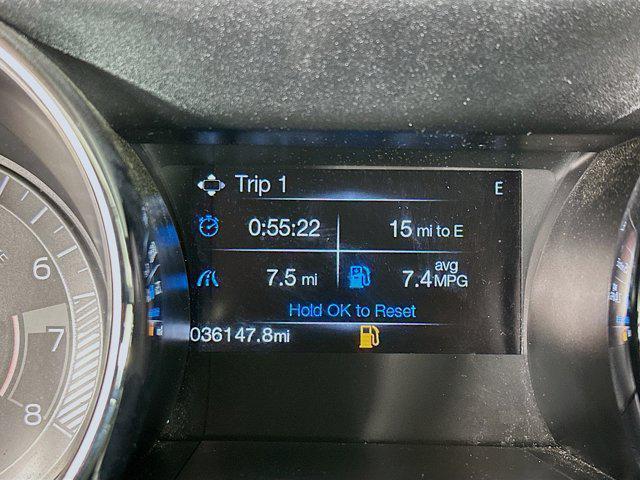 Trip 1 E
0:55:22 15 mi to E
7.5 mi 7.4 avg MPG
Hold OK to Reset
036147.8mi
6
7
8